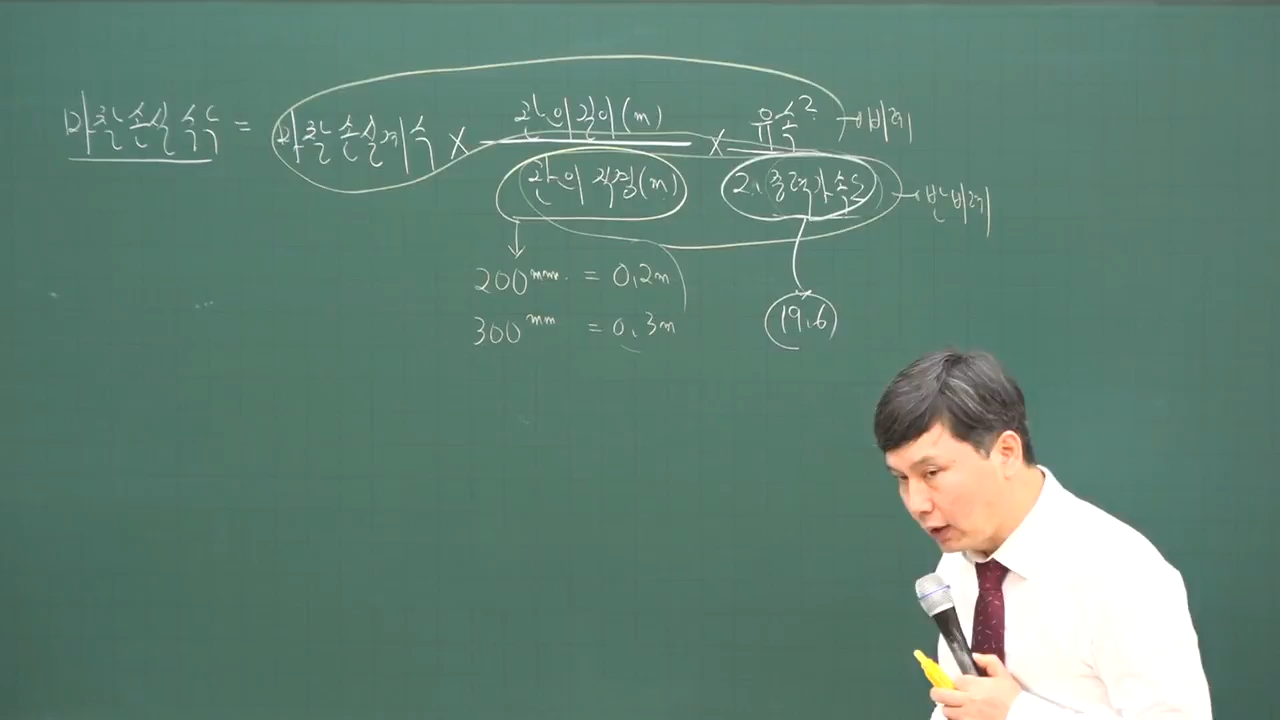 마찰손실수두 = 마찰손실계수 × 관의길이(m) / 관의 직경(m) × 유속² / 2.중력가속도
→ 비례
→ 반비례
200mm = 0.2m
300mm = 0.3m
19.6